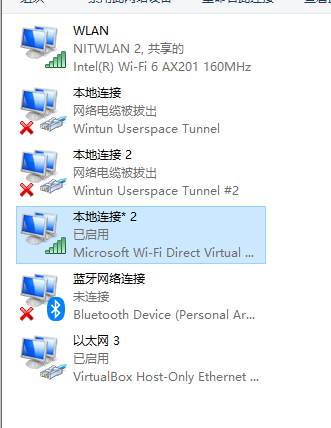 WLAN
NITWLAN 2, 共享的
Intel(R) Wi-Fi 6 AX201 160MHz
本地连接
网络电缆被拔出
Wintun Userspace Tunnel
本地连接 2
网络电缆被拔出
Wintun Userspace Tunnel #2
本地连接* 2
已启用
Microsoft Wi-Fi Direct Virtual ...
蓝牙网络连接
未连接
Bluetooth Device (Personal Ar...
以太网 3
已启用
VirtualBox Host-Only Ethernet ...